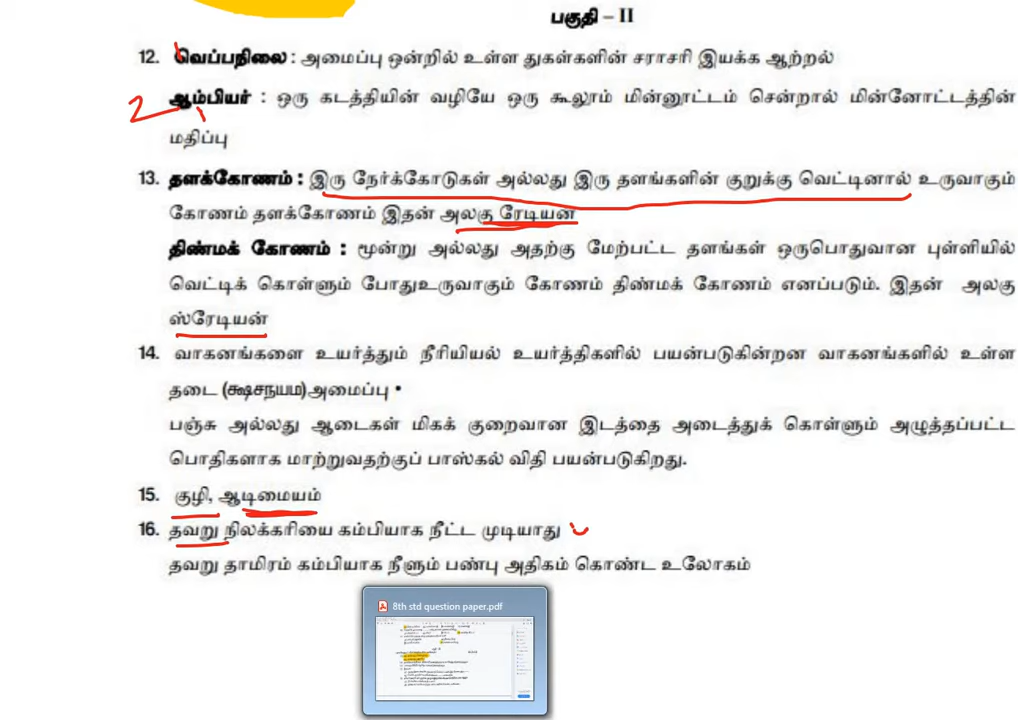 பகுதி – II
12. வெப்பநிலை : அமைப்பு ஒன்றில் உள்ள துகள்களின் சராசரி இயக்க ஆற்றல்
2 ஆம்பியர் : ஒரு கடத்தியின் வழியே ஒரு கூலூம் மின்னூட்டம் சென்றால் மின்னோட்டத்தின்
மதிப்பு
13. தளக்கோணம் : இரு நேர்க்கோடுகள் அல்லது இரு தளங்களின் குறுக்கு வெட்டினால் உருவாகும்
கோணம் தளக்கோணம் இதன் அலகு ரேடியன
திண்மக் கோணம் : மூன்று அல்லது அதற்கு மேற்பட்ட தளங்கள் ஒருபொதுவான புள்ளியில்
வெட்டிக் கொள்ளும் போதுஉருவாகும் கோணம் திண்மக் கோணம் எனப்படும். இதன் அலகு
ஸ்ரேடியன்
14. வாகனங்களை உயர்த்தும் நீரியியல் உயர்த்திகளில் பயன்படுகின்றன வாகனங்களில் உள்ள
தடை (க்ஷசநயம) அமைப்பு •
பஞ்சு அல்லது ஆடைகள் மிகக் குறைவான இடத்தை அடைத்துக் கொள்ளும் அழுத்தப்பட்ட
பொதிகளாக மாற்றுவதற்குப் பாஸ்கல் விதி பயன்படுகிறது.
15. குழி, ஆடிமையம்
16. தவறு நிலக்கரியை கம்பியாக நீட்ட முடியாது
தவறு தாமிரம் கம்பியாக நீளும் பண்பு அதிகம் கொண்ட உலோகம்
8th std question paper.pdf